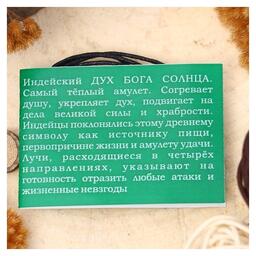 Индейский ДУХ БОГА СОЛНЦА.
Самый тёплый амулет. Согревает
душу, укрепляет дух, подвигает на
дела великой силы и храбрости.
Индейцы поклонялись этому древнему
символу как источнику пищи,
первопричине жизни и амулету удачи.
Лучи, расходящиеся в четырёх
направлениях, указывают на
готовность отразить любые атаки и
жизненные невзгоды